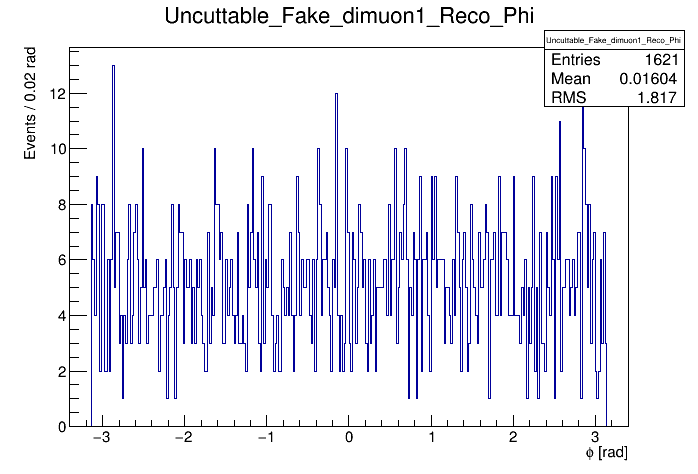 Uncuttable_Fake_dimuon1_Reco_Phi
Uncuttable_Fake_dimuon1_Reco_Phi
Entries 1621
Mean 0.01604
RMS 1.817
Events / 0.02 rad
12
10
8
6
4
2
0
−3 −2 −1 0 1 2 3
ϕ [rad]